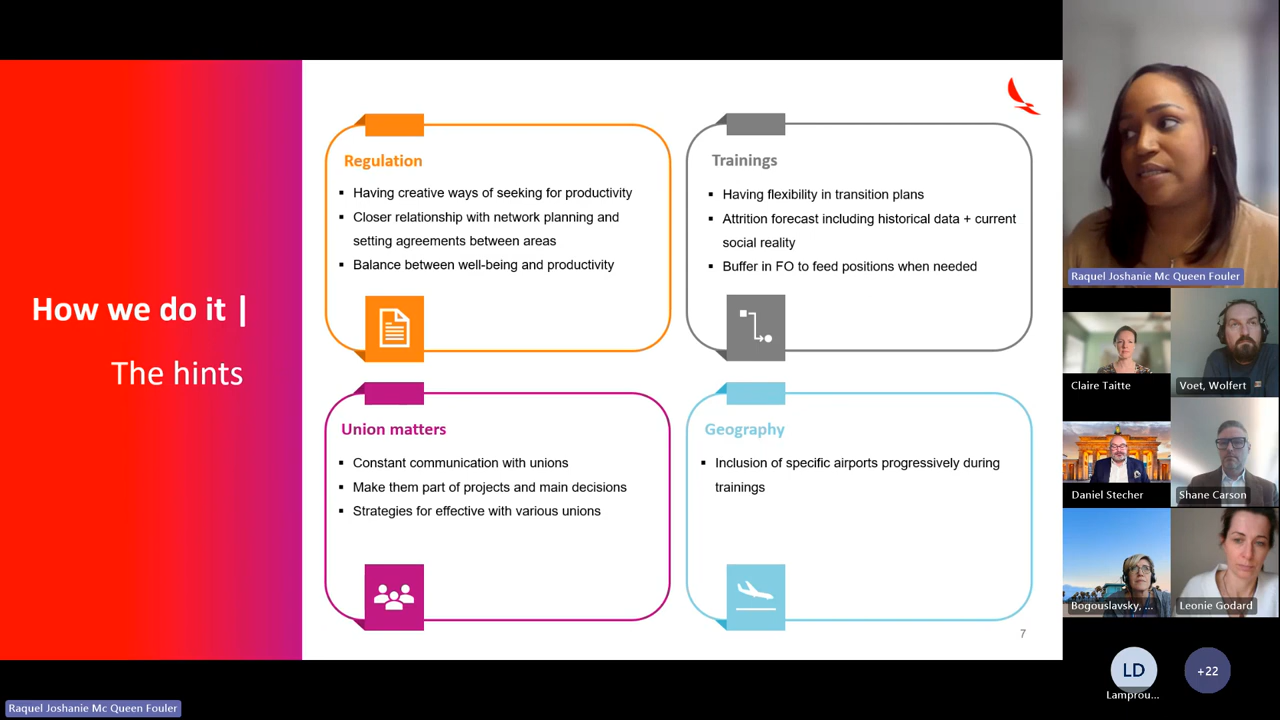 How we do it |
The hints
Regulation
▪ Having creative ways of seeking for productivity
▪ Closer relationship with network planning and
setting agreements between areas
▪ Balance between well-being and productivity
Trainings
▪ Having flexibility in transition plans
▪ Attrition forecast including historical data + current
social reality
▪ Buffer in FO to feed positions when needed
Union matters
▪ Constant communication with unions
▪ Make them part of projects and main decisions
▪ Strategies for effective with various unions
Geography
▪ Inclusion of specific airports progressively during
trainings
7
Raquel Joshanie Mc Queen Fouler
Claire Taitte
Voet, Wolfert
Daniel Stecher
Shane Carson
Bogouslavsky, ...
Leonie Godard
LD
Lamprou...
+22
Raquel Joshanie Mc Queen Fouler